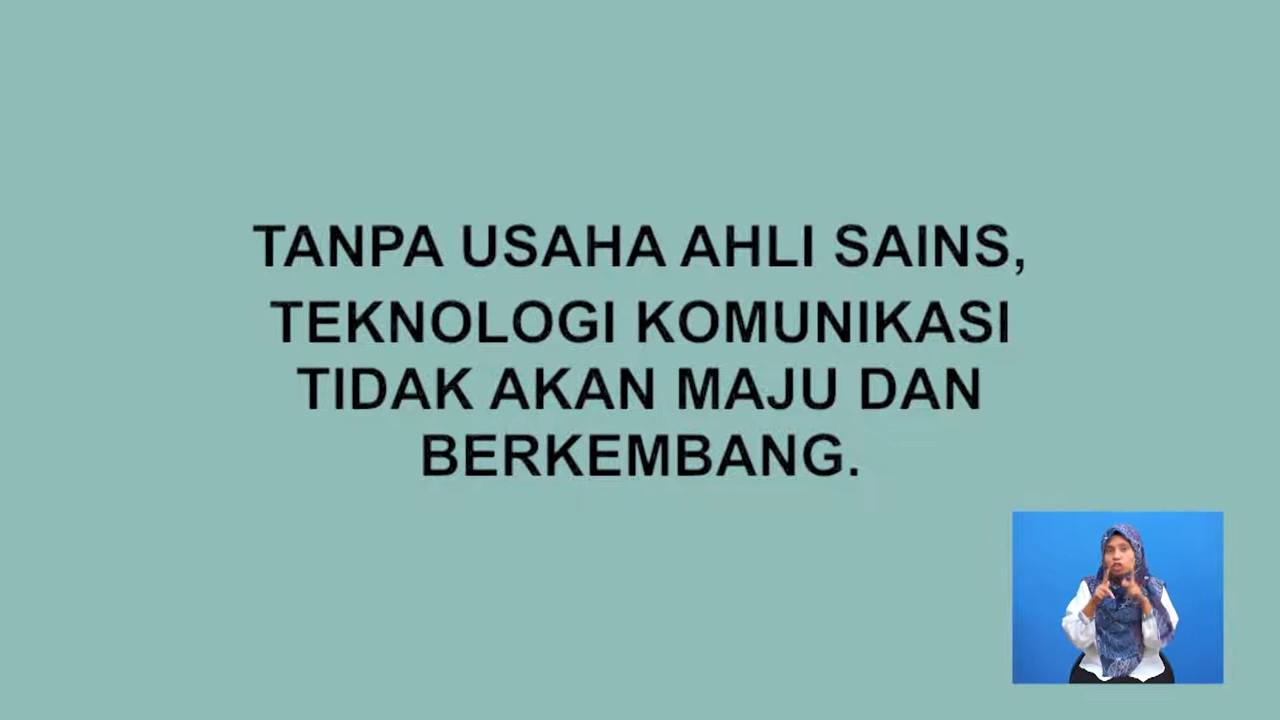 TANPA USAHA AHLI SAINS,
TEKNOLOGI KOMUNIKASI
TIDAK AKAN MAJU DAN
BERKEMBANG.